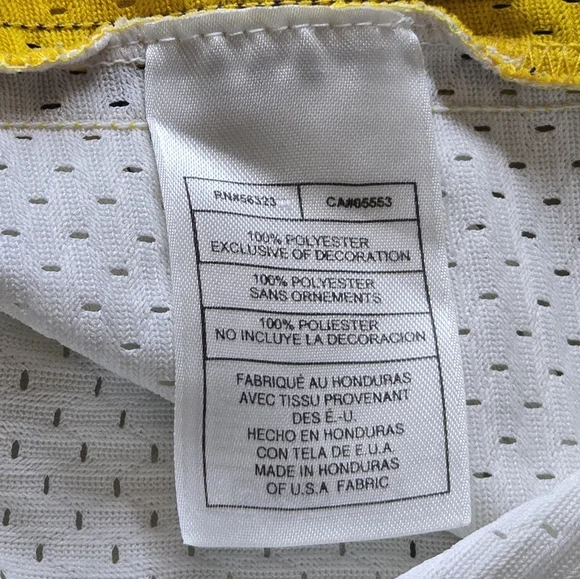 RN#56323 CA#05553
100% POLYESTER
EXCLUSIVE OF DECORATION
100% POLYESTER
SANS ORNEMENTS
100% POLIESTER
NO INCLUYE LA DECORACION
FABRIQUÉ AU HONDURAS
AVEC TISSU PROVENANT
DES É.-U.
HECHO EN HONDURAS
CON TELA DE E.U.A.
MADE IN HONDURAS
OF U.S.A FABRIC